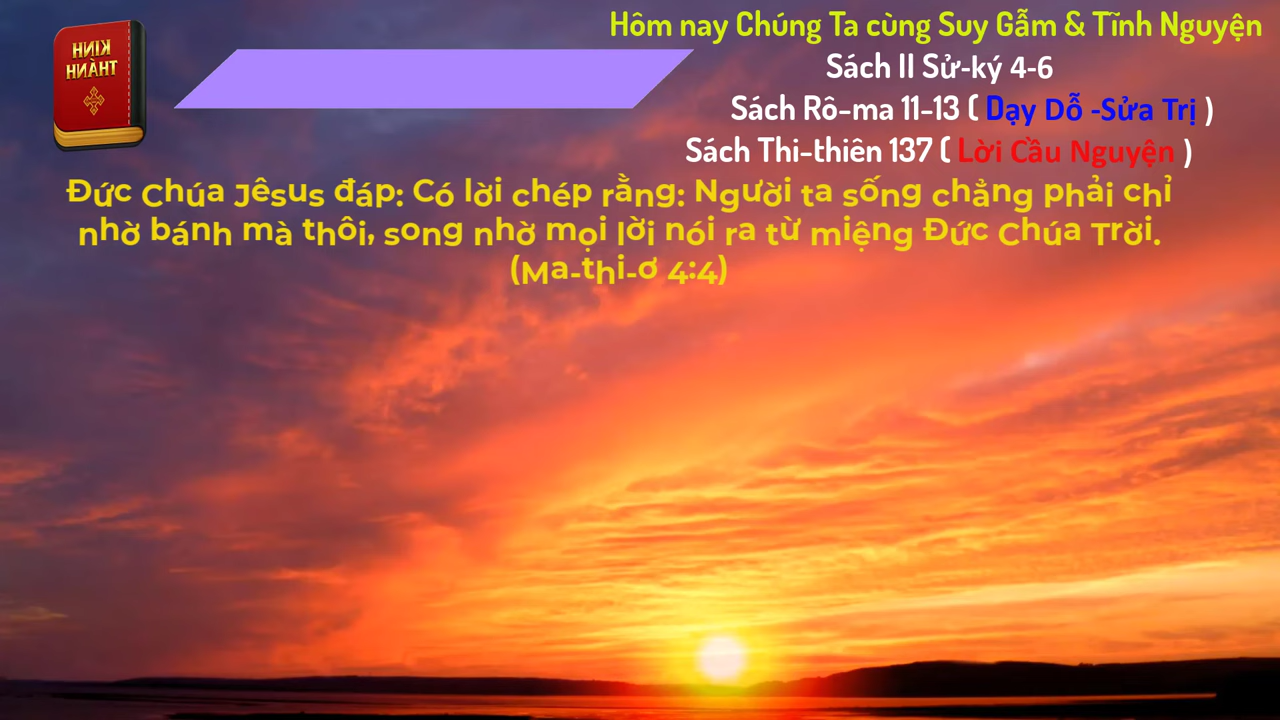 KINH
THÁNH
Hôm nay Chúng Ta cùng Suy Gẫm & Tĩnh Nguyện
Sách II Sử-ký 4-6
Sách Rô-ma 11-13 ( Dạy Dỗ -Sửa Trị )
Sách Thi-thiên 137 ( Lời Cầu Nguyện )
Đức Chúa Jêsus đáp: Có lời chép rằng: Người ta sống chẳng phải chỉ
nhờ bánh mà thôi, song nhờ mọi lời nói ra từ miệng Đức Chúa Trời.
(Ma-thi-ơ 4:4)